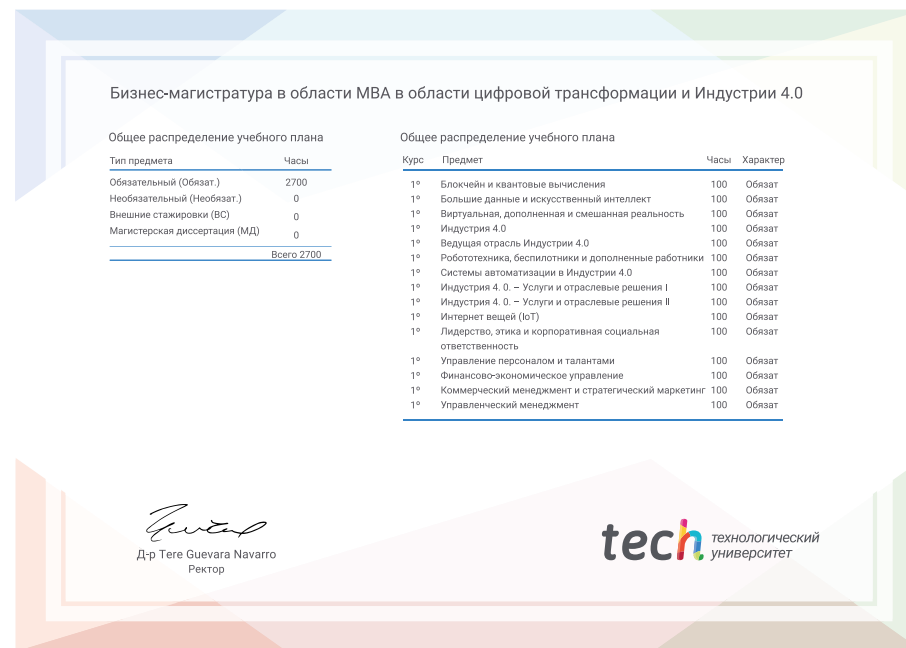 Бизнес-магистратура в области MBA в области цифровой трансформации и Индустрии 4.0
Общее распределение учебного плана
Тип предмета Часы
Обязательный (Обязат.) 2700
Необязательный (Необязат.) 0
Внешние стажировки (ВС) 0
Магистерская диссертация (МД) 0
Всего 2700
Общее распределение учебного плана
Курс Предмет Часы Характер
1º Блокчейн и квантовые вычисления 100 Обязат
1º Большие данные и искусственный интеллект 100 Обязат
1º Виртуальная, дополненная и смешанная реальность 100 Обязат
1º Индустрия 4.0 100 Обязат
1º Ведущая отрасль Индустрии 4.0 100 Обязат
1º Робототехника, беспилотники и дополненные работники 100 Обязат
1º Системы автоматизации в Индустрии 4.0 100 Обязат
1º Индустрия 4. 0. – Услуги и отраслевые решения I 100 Обязат
1º Индустрия 4. 0. – Услуги и отраслевые решения II 100 Обязат
1º Интернет вещей (IoT) 100 Обязат
1º Лидерство, этика и корпоративная социальная 100 Обязат
ответственность
1º Управление персоналом и талантами 100 Обязат
1º Финансово-экономическое управление 100 Обязат
1º Коммерческий менеджмент и стратегический маркетинг 100 Обязат
1º Управленческий менеджмент 100 Обязат
Д-р Tere Guevara Navarro
Ректор
tech технологический
университет